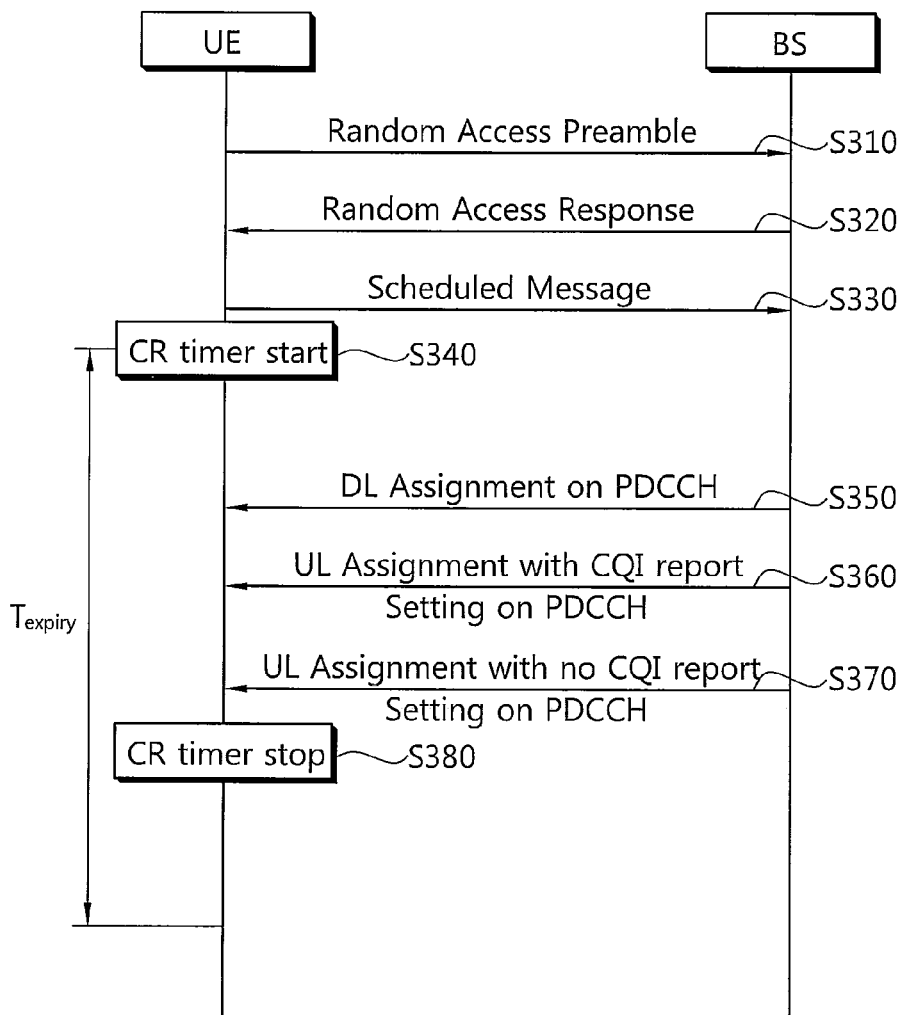 UE
BS
Random Access Preamble
S310
Random Access Response
S320
Scheduled Message
S330
CR timer start
S340
DL Assignment on PDCCH
S350
UL Assignment with CQI report
S360
Setting on PDCCH
Texpiry
UL Assignment with no CQI report
S370
Setting on PDCCH
CR timer stop
S380